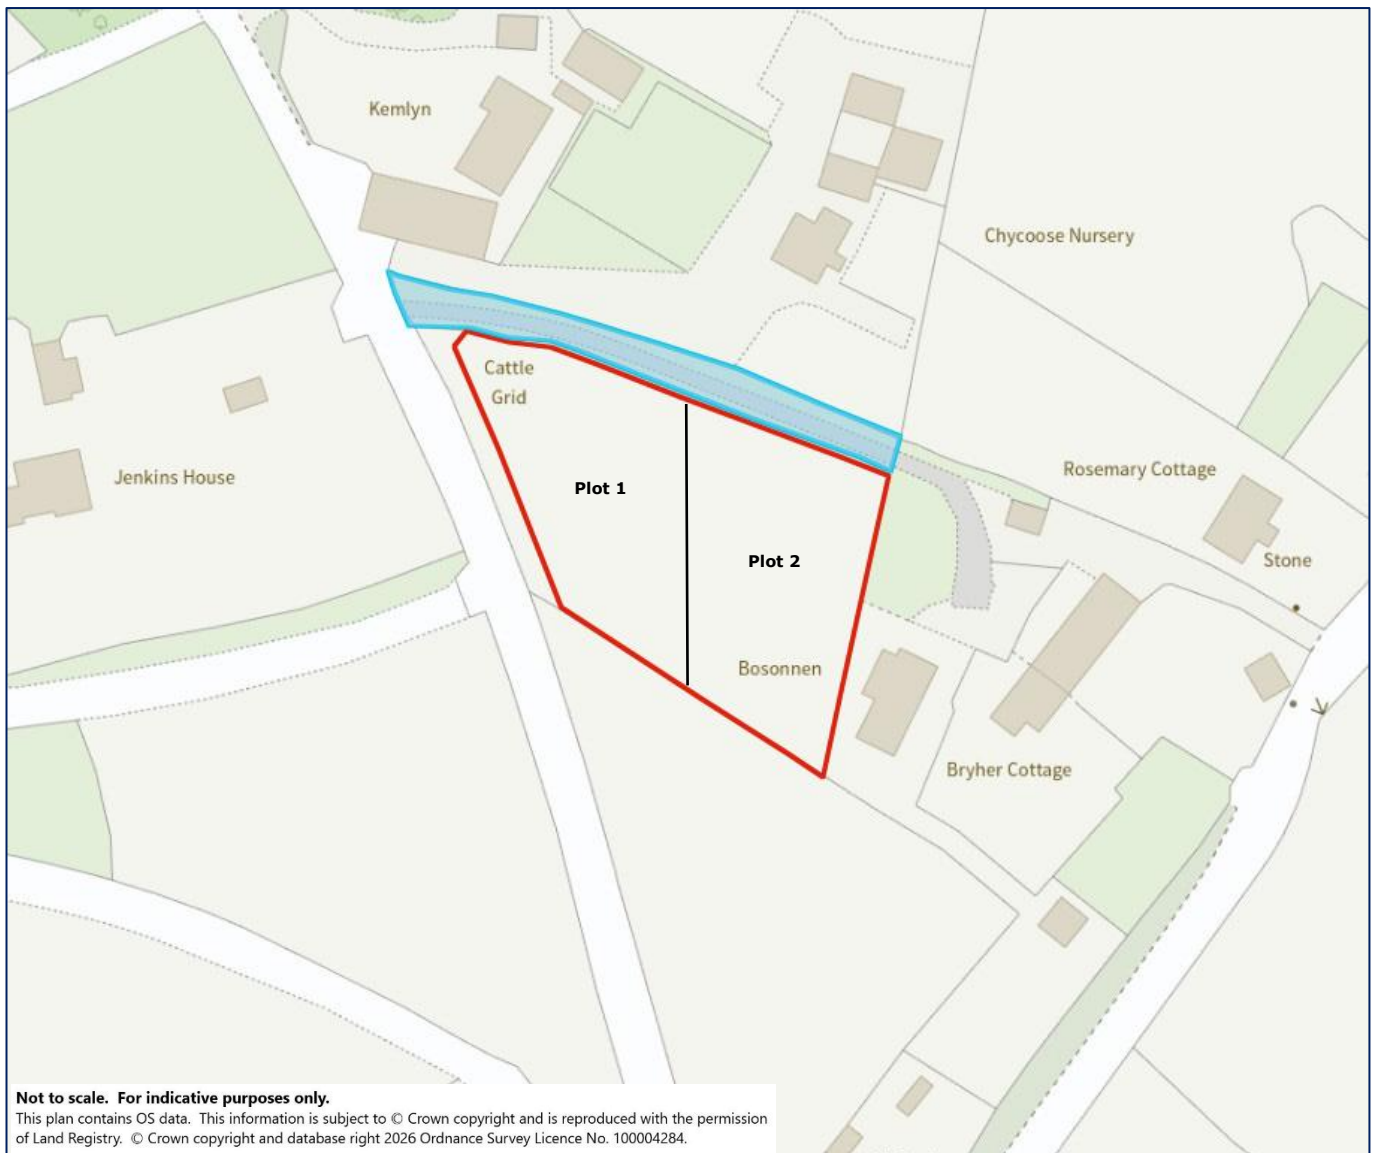 Kemlyn
Chycoose Nursery
Cattle
Grid
Jenkins House
Rosemary Cottage
Plot 1
Plot 2
Stone
Bosonnen
Bryher Cottage
Not to scale. For indicative purposes only.
This plan contains OS data. This information is subject to © Crown copyright and is reproduced with the permission
of Land Registry. © Crown copyright and database right 2026 Ordnance Survey Licence No. 100004284.